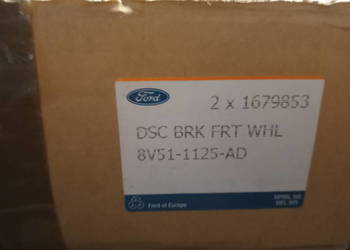 Ford 2 x 1679853
DSC BRK FRT WHL
8V51-1125-AD
Ford of Europe